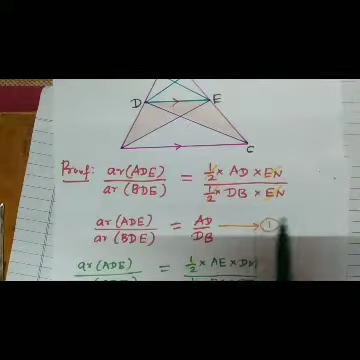 D E
C
Proof: ar(ADE) / ar(BDE) = 1/2 × AD × EN / 1/2 × DB × EN
ar(ADE) / ar(BDE) = AD / DB → 1
ar(ADE) = 1/2 × AE × DM